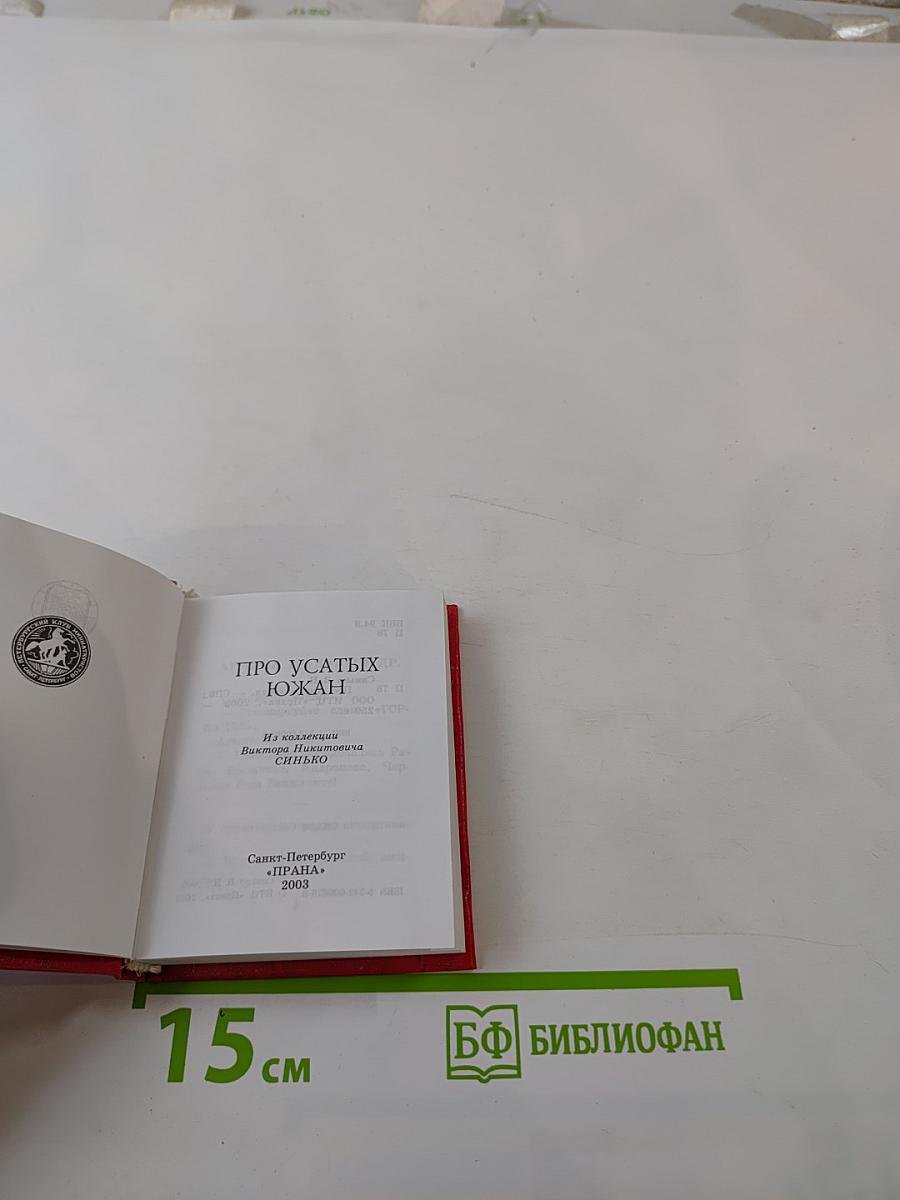 ПРО УСАТЫХ
ЮЖАН
Из коллекции
Виктора Никитовича
СИНЬКО
Санкт-Петербург
«ПРАНА»
2003
15 см
БФ БИБЛИОФАН